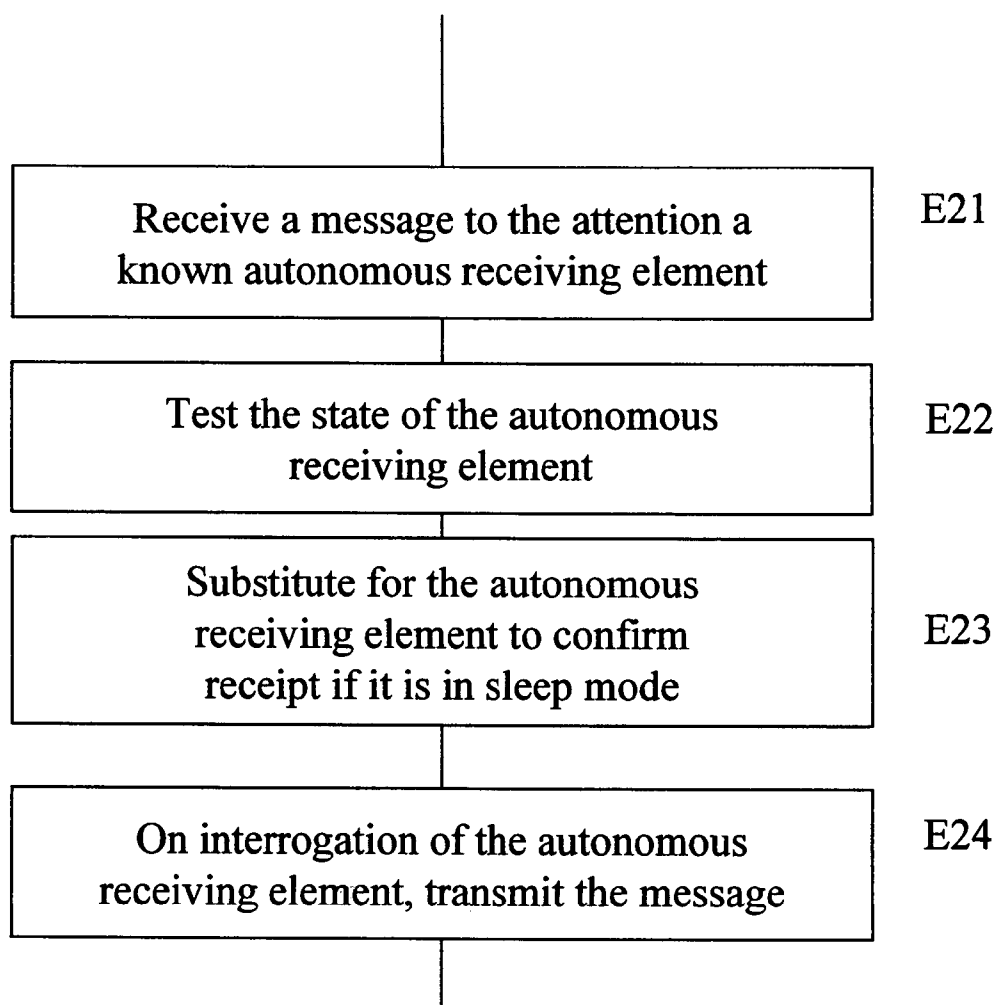 Receive a message to the attention a
known autonomous receiving element
E21
Test the state of the autonomous
receiving element
E22
Substitute for the autonomous
receiving element to confirm
receipt if it is in sleep mode
E23
On interrogation of the autonomous
receiving element, transmit the message
E24